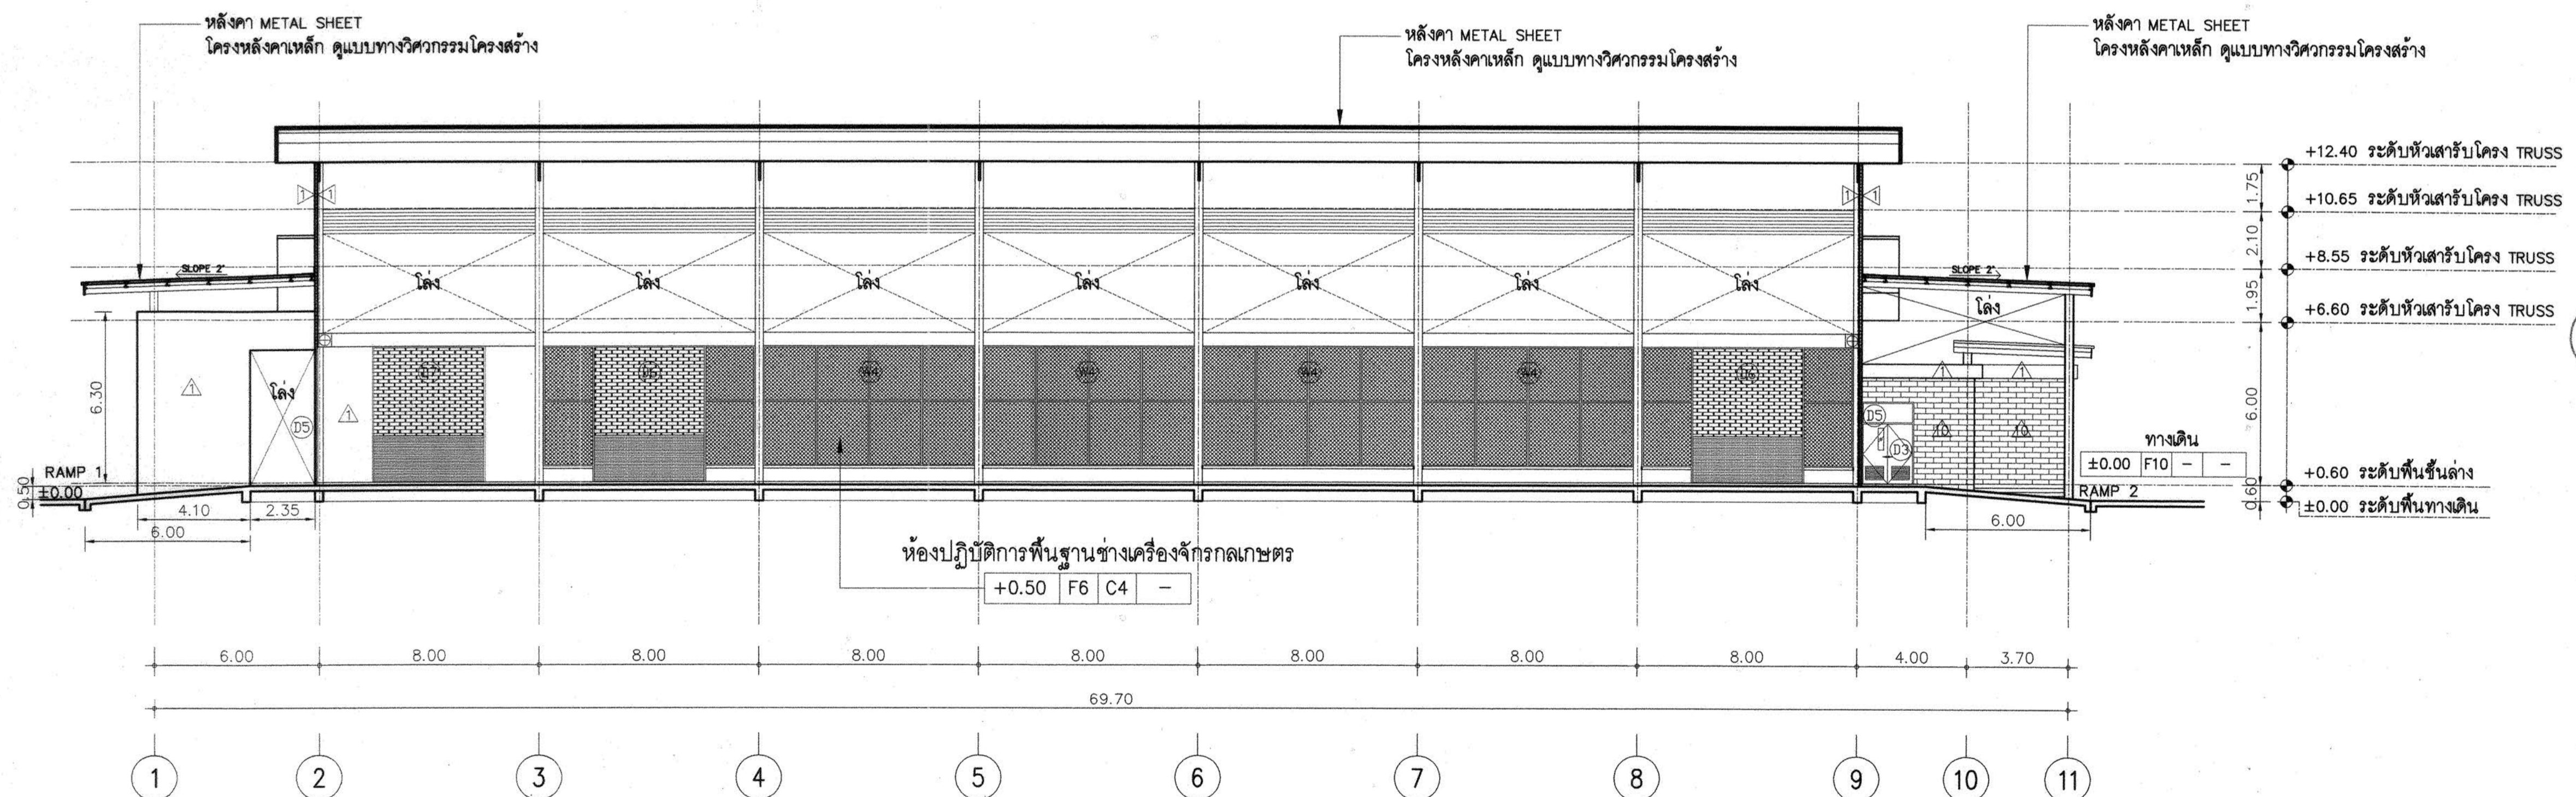 หลังคา METAL SHEET
โครงหลังคาเหล็ก ดูแบบทางวิศวกรรมโครงสร้าง
หลังคา METAL SHEET
โครงหลังคาเหล็ก ดูแบบทางวิศวกรรมโครงสร้าง
หลังคา METAL SHEET
โครงหลังคาเหล็ก ดูแบบทางวิศวกรรมโครงสร้าง
+12.40 ระดับหัวเสารับโครง TRUSS
1.75
+10.65 ระดับหัวเสารับโครง TRUSS
2.10
+8.55 ระดับหัวเสารับโครง TRUSS
1.95
+6.60 ระดับหัวเสารับโครง TRUSS
6.00
+0.60 ระดับพื้นชั้นล่าง
0.60
±0.00 ระดับพื้นทางเดิน
1 1
1 1
SLOPE 2°
SLOPE 2°
โล่ง โล่ง โล่ง โล่ง โล่ง โล่ง โล่ง
โล่ง
6.30
1
โล่ง
D5
1
D7
D6
W4
W4
W4
W4
D6
1 1
D5
D3
10 10
ทางเดิน
±0.00 F10 - -
RAMP 1
±0.00
0.50
RAMP 2
4.10 2.35
6.00
6.00
ห้องปฏิบัติการพื้นฐานช่างเครื่องจักรกลเกษตร
+0.50 F6 C4 -
6.00 8.00 8.00 8.00 8.00 8.00 8.00 8.00 4.00 3.70
69.70
1 2 3 4 5 6 7 8 9 10 11